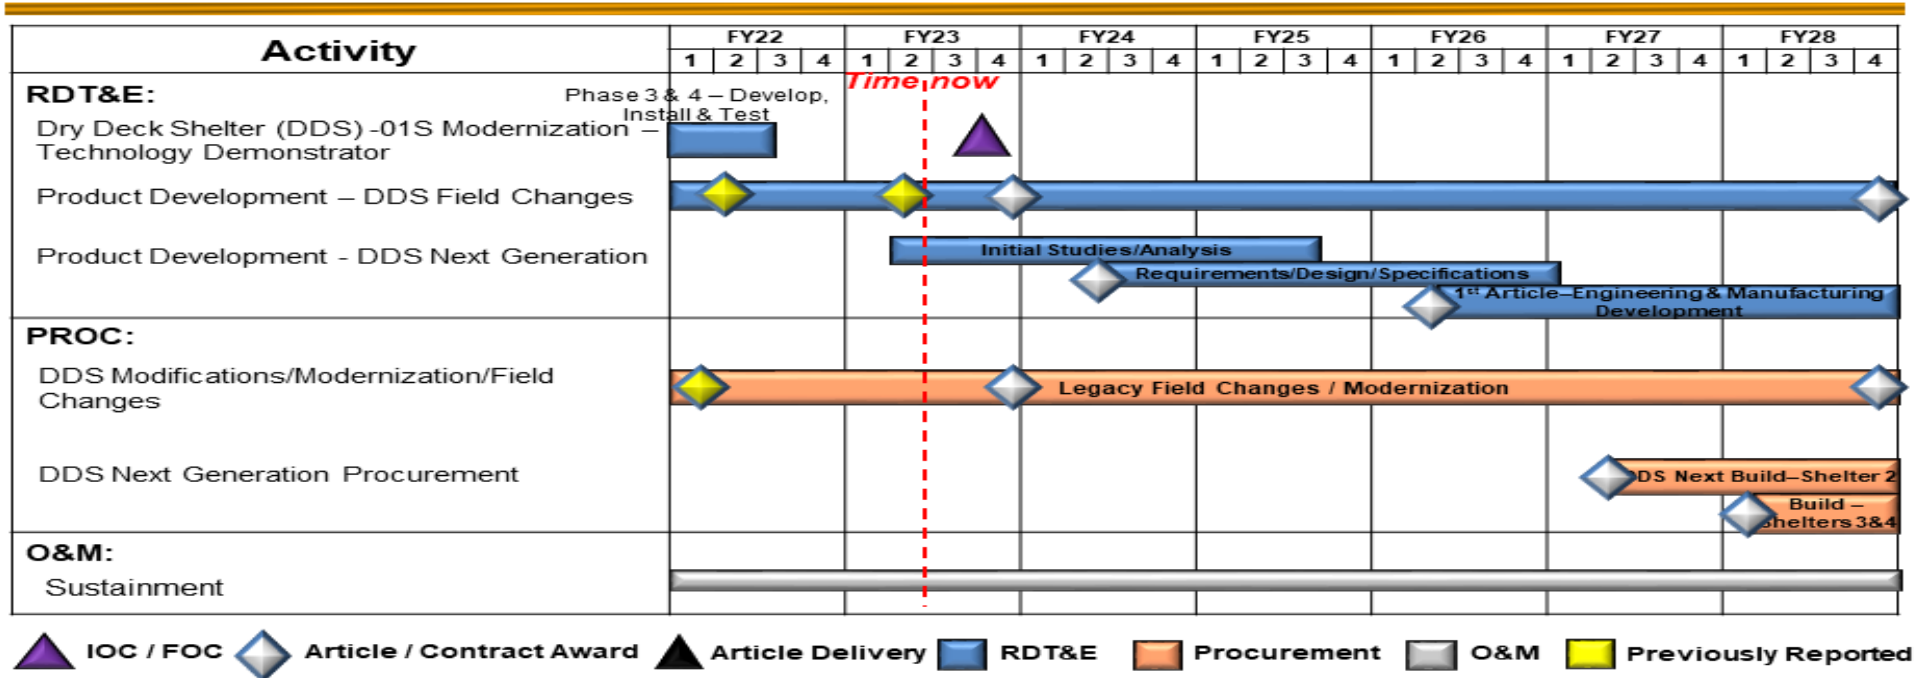 Activity
FY22 FY23 FY24 FY25 FY26 FY27 FY28
1 2 3 4 1 2 3 4 1 2 3 4 1 2 3 4 1 2 3 4 1 2 3 4 1 2 3 4
Time now
RDT&E:
Phase 3 & 4 – Develop,
Install & Test
Dry Deck Shelter (DDS) -01S Modernization –
Technology Demonstrator
Product Development – DDS Field Changes
Product Development - DDS Next Generation
Initial Studies/Analysis
Requirements/Design/Specifications
1st Article–Engineering & Manufacturing
Development
PROC:
DDS Modifications/Modernization/Field
Changes
Legacy Field Changes / Modernization
DDS Next Generation Procurement
DDS Next Build–Shelter 2
Build –
Shelters 3&4
O&M:
Sustainment
IOC / FOC Article / Contract Award Article Delivery RDT&E Procurement O&M Previously Reported